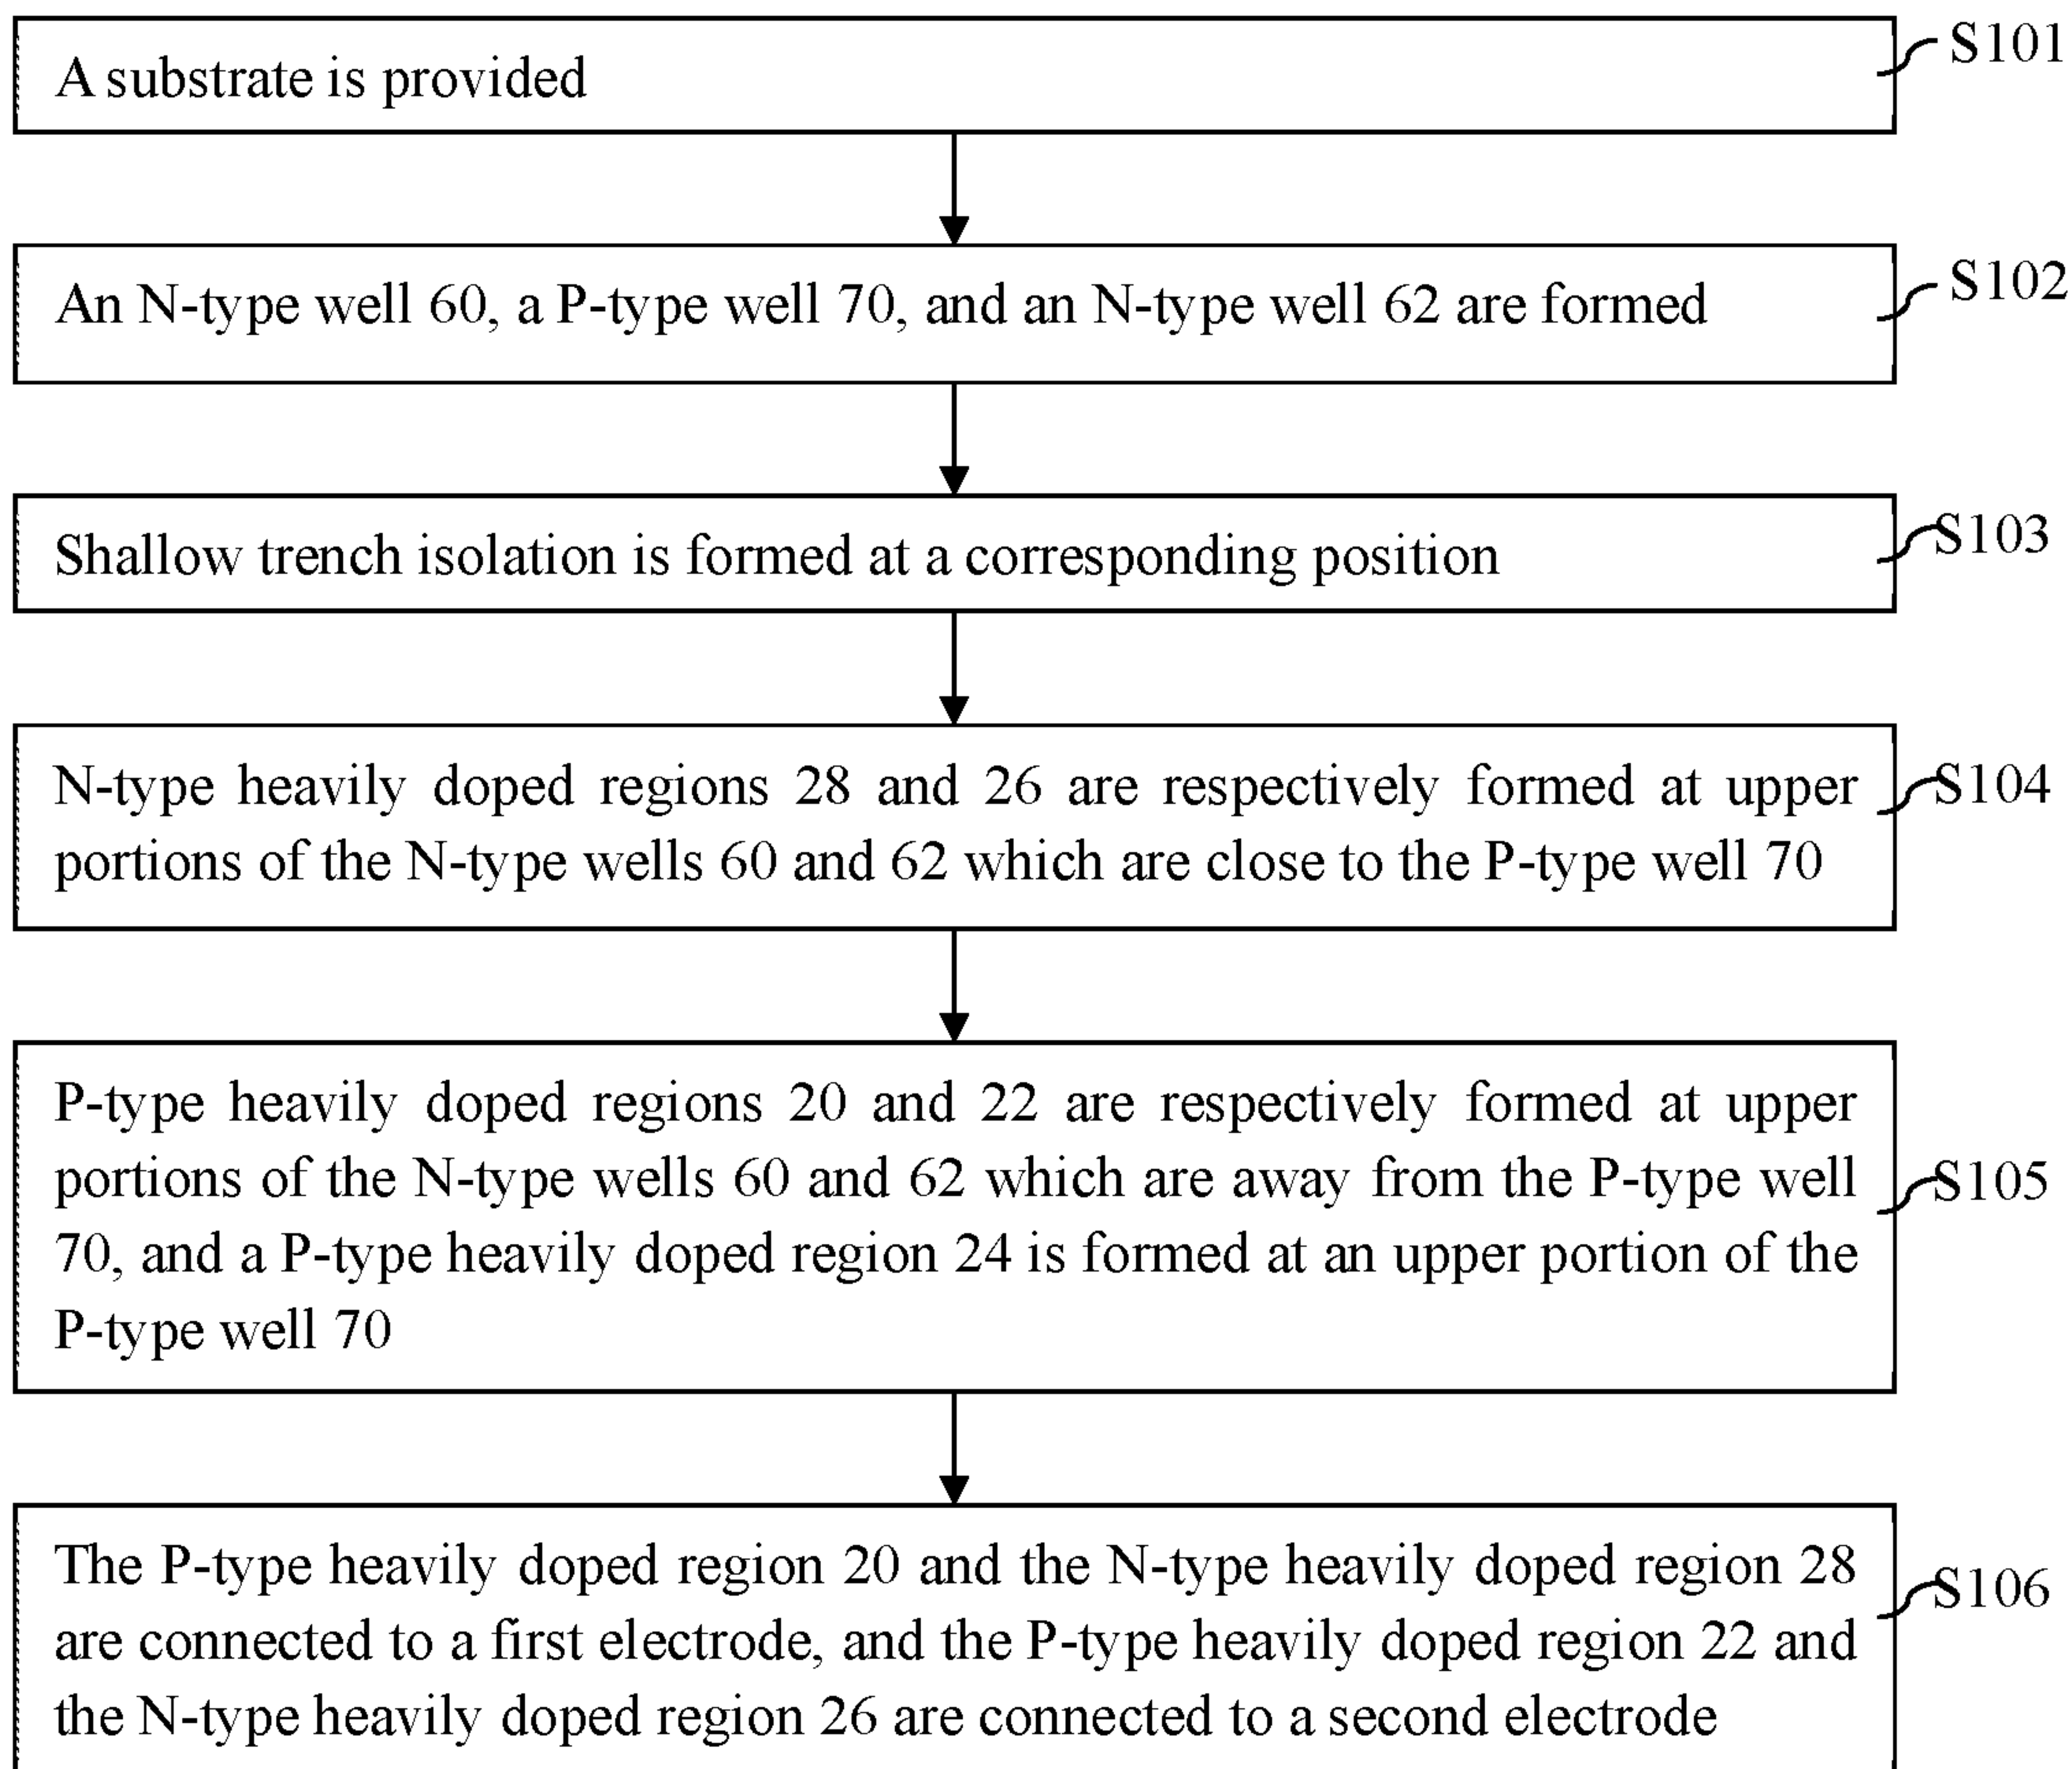 A substrate is provided
S101
An N-type well 60, a P-type well 70, and an N-type well 62 are formed
S102
Shallow trench isolation is formed at a corresponding position
S103
N-type heavily doped regions 28 and 26 are respectively formed at upper
portions of the N-type wells 60 and 62 which are close to the P-type well 70
S104
P-type heavily doped regions 20 and 22 are respectively formed at upper
portions of the N-type wells 60 and 62 which are away from the P-type well
70, and a P-type heavily doped region 24 is formed at an upper portion of the
P-type well 70
S105
The P-type heavily doped region 20 and the N-type heavily doped region 28
are connected to a first electrode, and the P-type heavily doped region 22 and
the N-type heavily doped region 26 are connected to a second electrode
S106